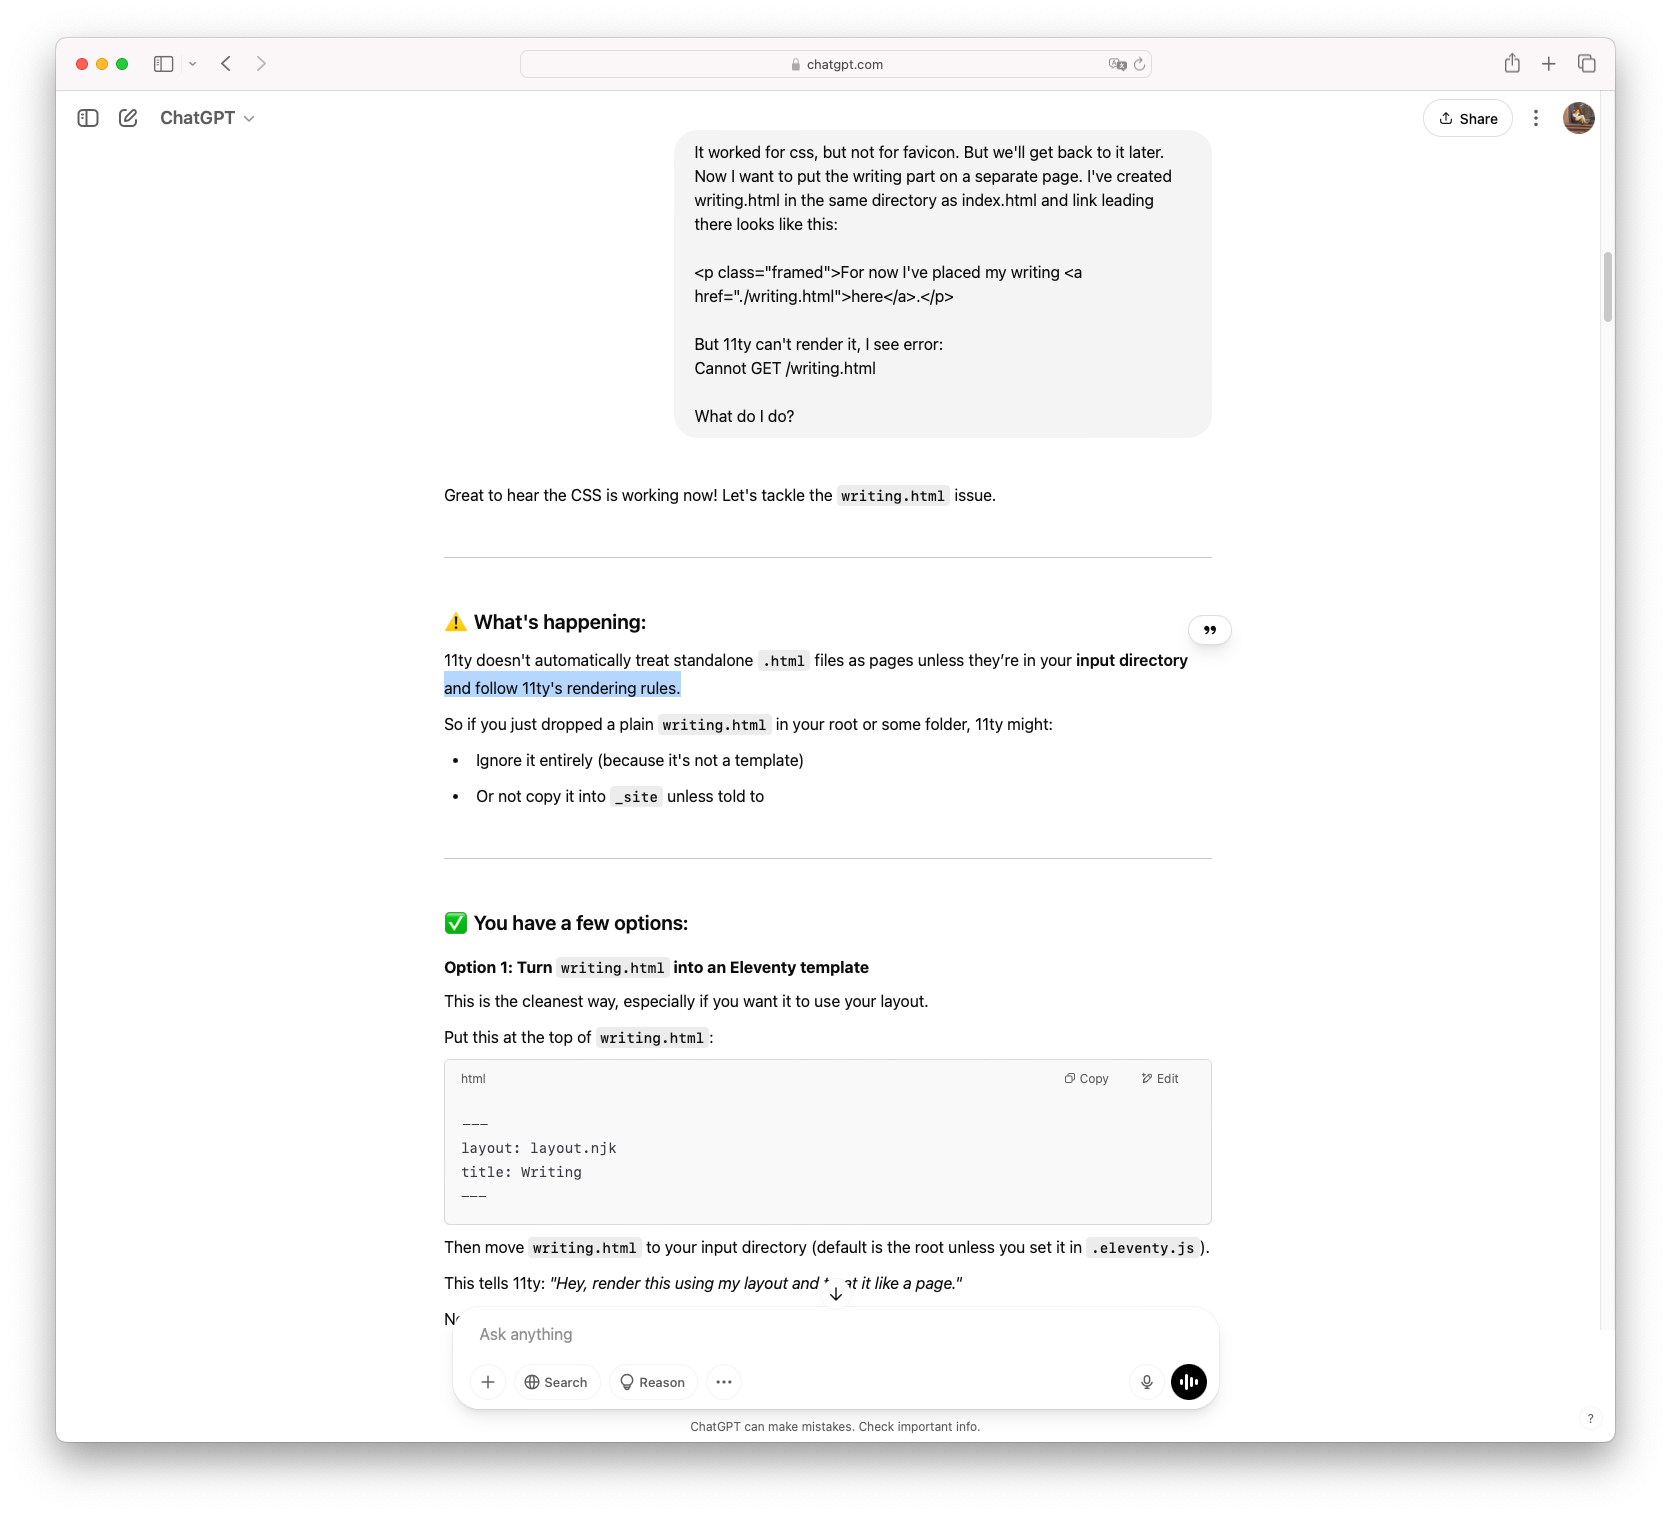 chatgpt.com
ChatGPT
Share
It worked for css, but not for favicon. But we'll get back to it later.
Now I want to put the writing part on a separate page. I've created
writing.html in the same directory as index.html and link leading
there looks like this:
<p class="framed">For now I've placed my writing <a
href="./writing.html">here</a>.</p>
But 11ty can't render it, I see error:
Cannot GET /writing.html
What do I do?
Great to hear the CSS is working now! Let's tackle the writing.html issue.
⚠️ What's happening:
11ty doesn't automatically treat standalone .html files as pages unless they’re in your input directory
and follow 11ty's rendering rules.
So if you just dropped a plain writing.html in your root or some folder, 11ty might:
• Ignore it entirely (because it's not a template)
• Or not copy it into _site unless told to
✅ You have a few options:
Option 1: Turn writing.html into an Eleventy template
This is the cleanest way, especially if you want it to use your layout.
Put this at the top of writing.html:
html Copy Edit
---
layout: layout.njk
title: Writing
---
Then move writing.html to your input directory (default is the root unless you set it in .eleventy.js).
This tells 11ty: "Hey, render this using my layout and it like a page."
Ask anything
Search Reason
ChatGPT can make mistakes. Check important info.
?